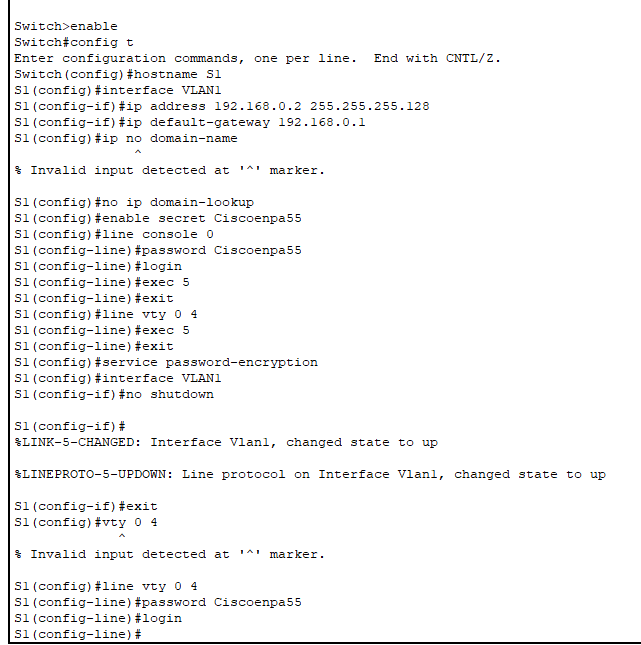 Switch>enable
Switch#config t
Enter configuration commands, one per line.  End with CNTL/Z.
Switch(config)#hostname S1
S1(config)#interface VLAN1
S1(config-if)#ip address 192.168.0.2 255.255.255.128
S1(config-if)#ip default-gateway 192.168.0.1
S1(config)#ip no domain-name
^
% Invalid input detected at '^' marker.
S1(config)#no ip domain-lookup
S1(config)#enable secret Ciscoenpa55
S1(config)#line console 0
S1(config-line)#password Ciscoenpa55
S1(config-line)#login
S1(config-line)#exec 5
S1(config-line)#exit
S1(config)#line vty 0 4
S1(config-line)#exec 5
S1(config-line)#exit
S1(config)#service password-encryption
S1(config)#interface VLAN1
S1(config-if)#no shutdown
S1(config-if)#
%LINK-5-CHANGED: Interface Vlan1, changed state to up
%LINEPROTO-5-UPDOWN: Line protocol on Interface Vlan1, changed state to up
S1(config-if)#exit
S1(config)#vty 0 4
^
% Invalid input detected at '^' marker.
S1(config)#line vty 0 4
S1(config-line)#password Ciscoenpa55
S1(config-line)#login
S1(config-line)#